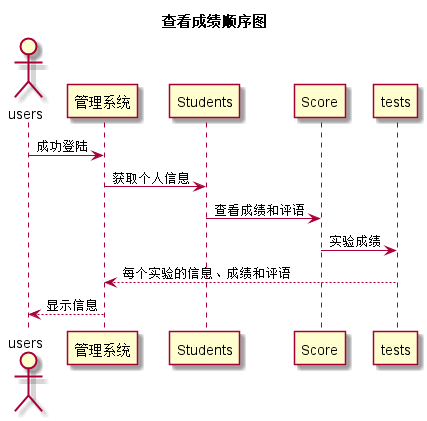 查看成绩顺序图
users
管理系统
Students
Score
tests
成功登陆
获取个人信息
查看成绩和评语
实验成绩
每个实验的信息、成绩和评语
显示信息
users
管理系统
Students
Score
tests